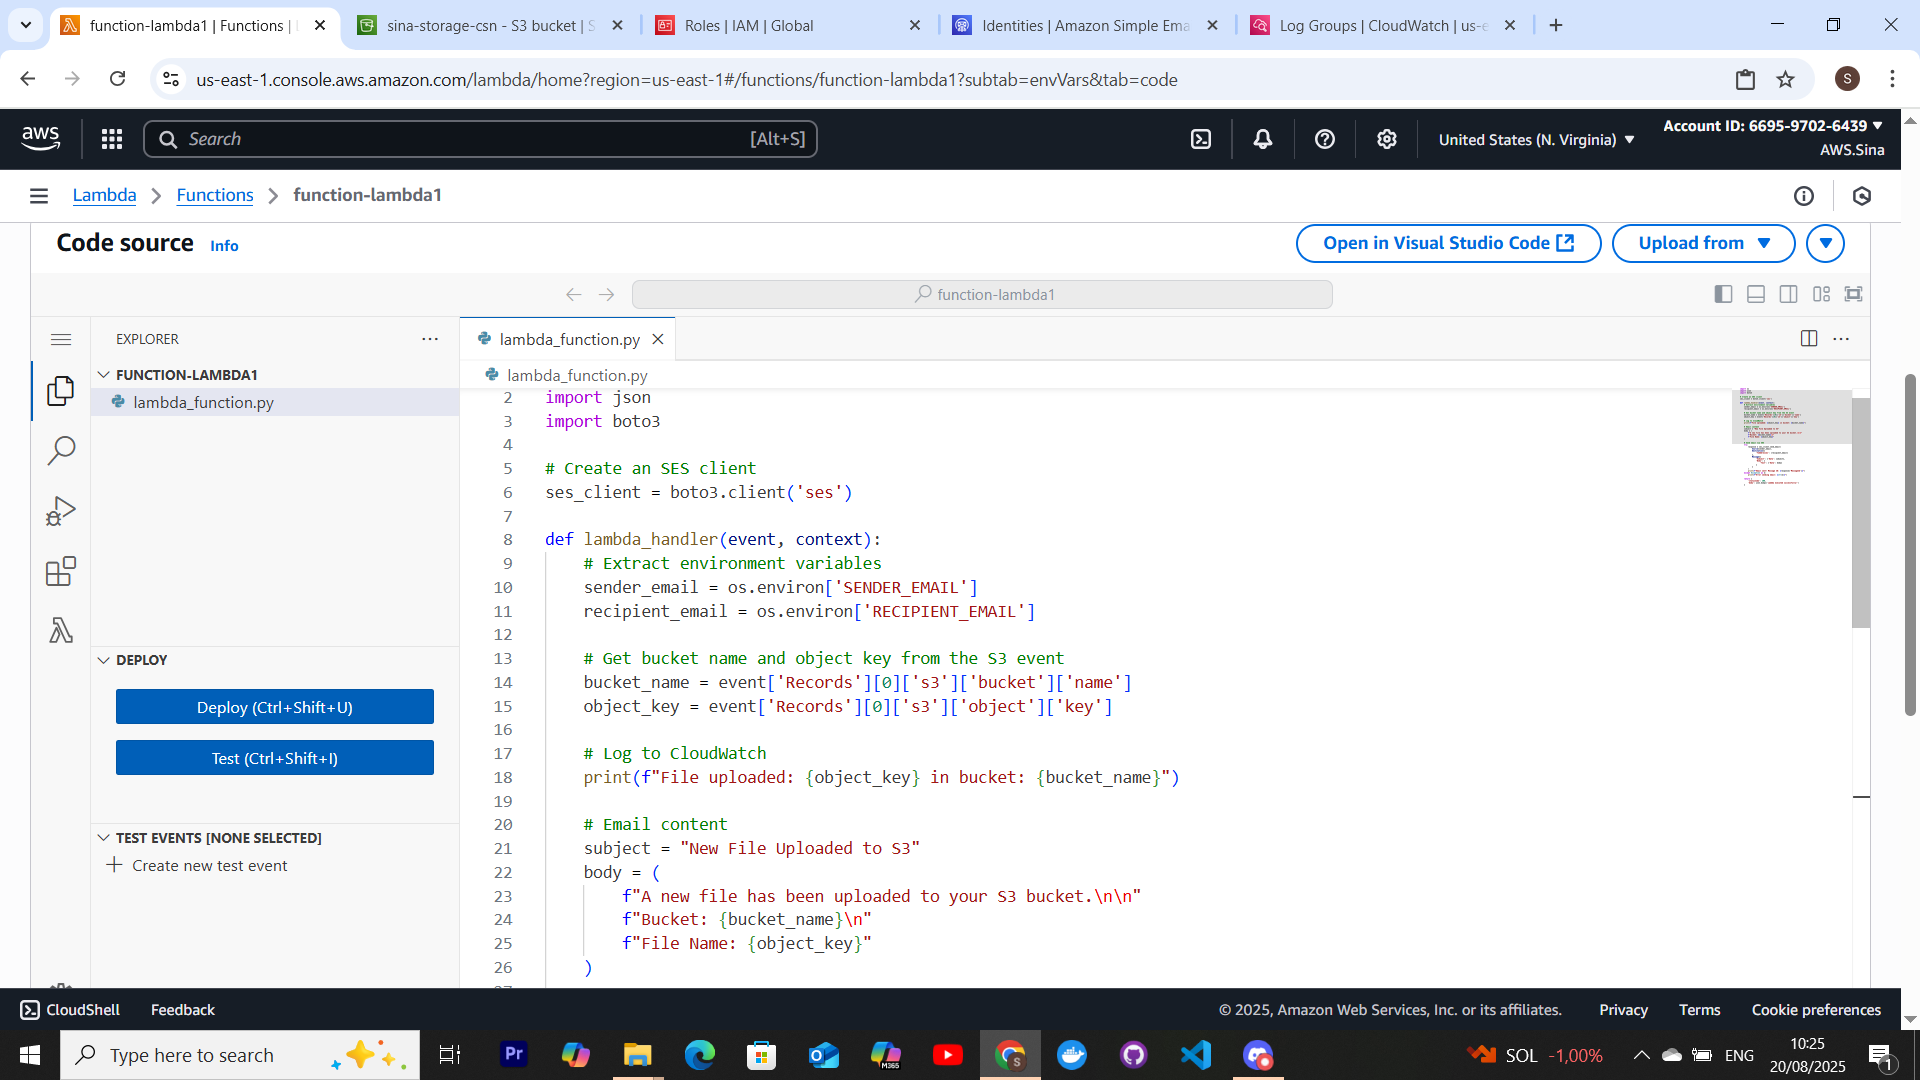 function-lambda1 | Functions |
sina-storage-csn - S3 bucket | S
Roles | IAM | Global
Identities | Amazon Simple Ema
Log Groups | CloudWatch | us-e
us-east-1.console.aws.amazon.com/lambda/home?region=us-east-1#/functions/function-lambda1?subtab=envVars&tab=code
S
aws
Search
[Alt+S]
United States (N. Virginia)
Account ID: 6695-9702-6439
AWS.Sina
Lambda
Functions
function-lambda1
Code source
Info
Open in Visual Studio Code
Upload from
function-lambda1
EXPLORER
FUNCTION-LAMBDA1
lambda_function.py
DEPLOY
Deploy (Ctrl+Shift+U)
Test (Ctrl+Shift+I)
TEST EVENTS [NONE SELECTED]
Create new test event
lambda_function.py
lambda_function.py
2 import json
3 import boto3
4
5 # Create an SES client
6 ses_client = boto3.client('ses')
7
8 def lambda_handler(event, context):
9 # Extract environment variables
10 sender_email = os.environ['SENDER_EMAIL']
11 recipient_email = os.environ['RECIPIENT_EMAIL']
12
13 # Get bucket name and object key from the S3 event
14 bucket_name = event['Records'][0]['s3']['bucket']['name']
15 object_key = event['Records'][0]['s3']['object']['key']
16
17 # Log to CloudWatch
18 print(f"File uploaded: {object_key} in bucket: {bucket_name}")
19
20 # Email content
21 subject = "New File Uploaded to S3"
22 body = (
23 f"A new file has been uploaded to your S3 bucket.\n\n"
24 f"Bucket: {bucket_name}\n"
25 f"File Name: {object_key}"
26 )
CloudShell
Feedback
© 2025, Amazon Web Services, Inc. or its affiliates.
Privacy
Terms
Cookie preferences
Type here to search
Pr
M365
S
SOL -1,00%
ENG
10:25
20/08/2025
1